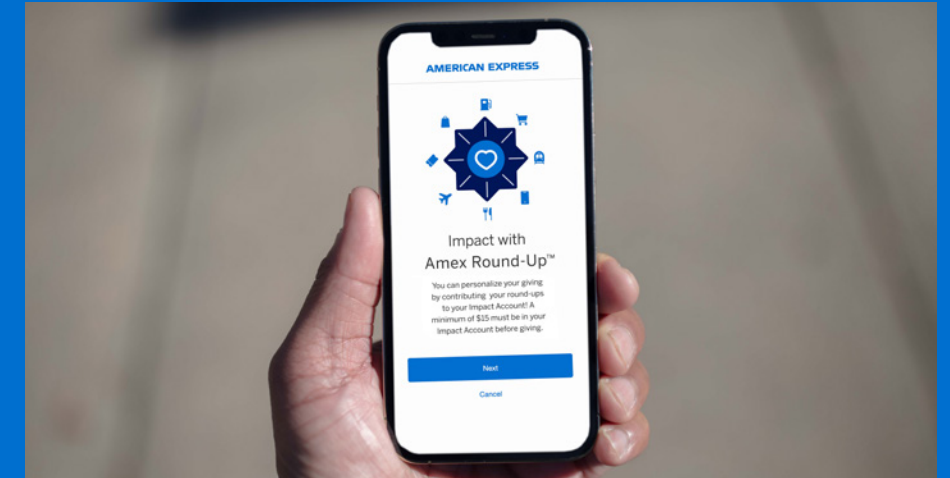 AMERICAN EXPRESS
Impact with
Amex Round-Up™
You can personalize your giving
by contributing your round-ups
to your Impact Account! A
minimum of $15 must be in your
Impact Account before giving.
Next
Cancel